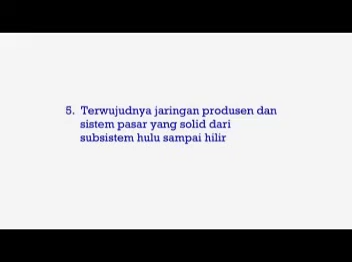 5. Terwujudnya jaringan produsen dan
sistem pasar yang solid dari
subsistem hulu sampai hilir